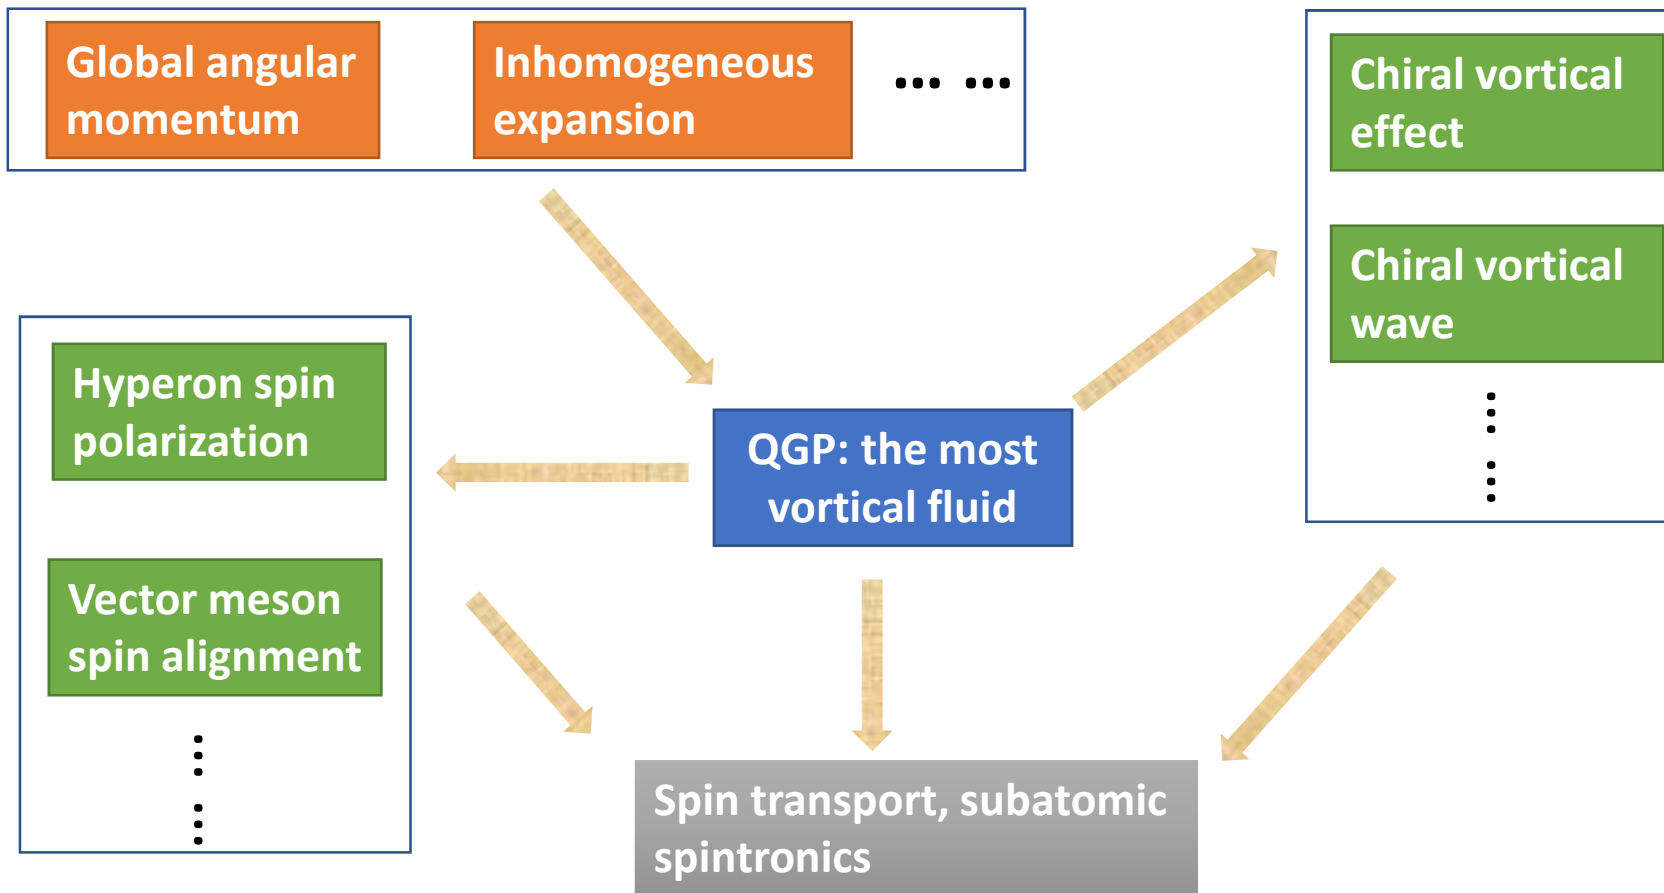 Global angular
momentum
Inhomogeneous
expansion
... ...
Chiral vortical
effect
Chiral vortical
wave
... ...
Hyperon spin
polarization
Vector meson
spin alignment
... ...
QGP: the most
vortical fluid
Spin transport, subatomic
spintronics